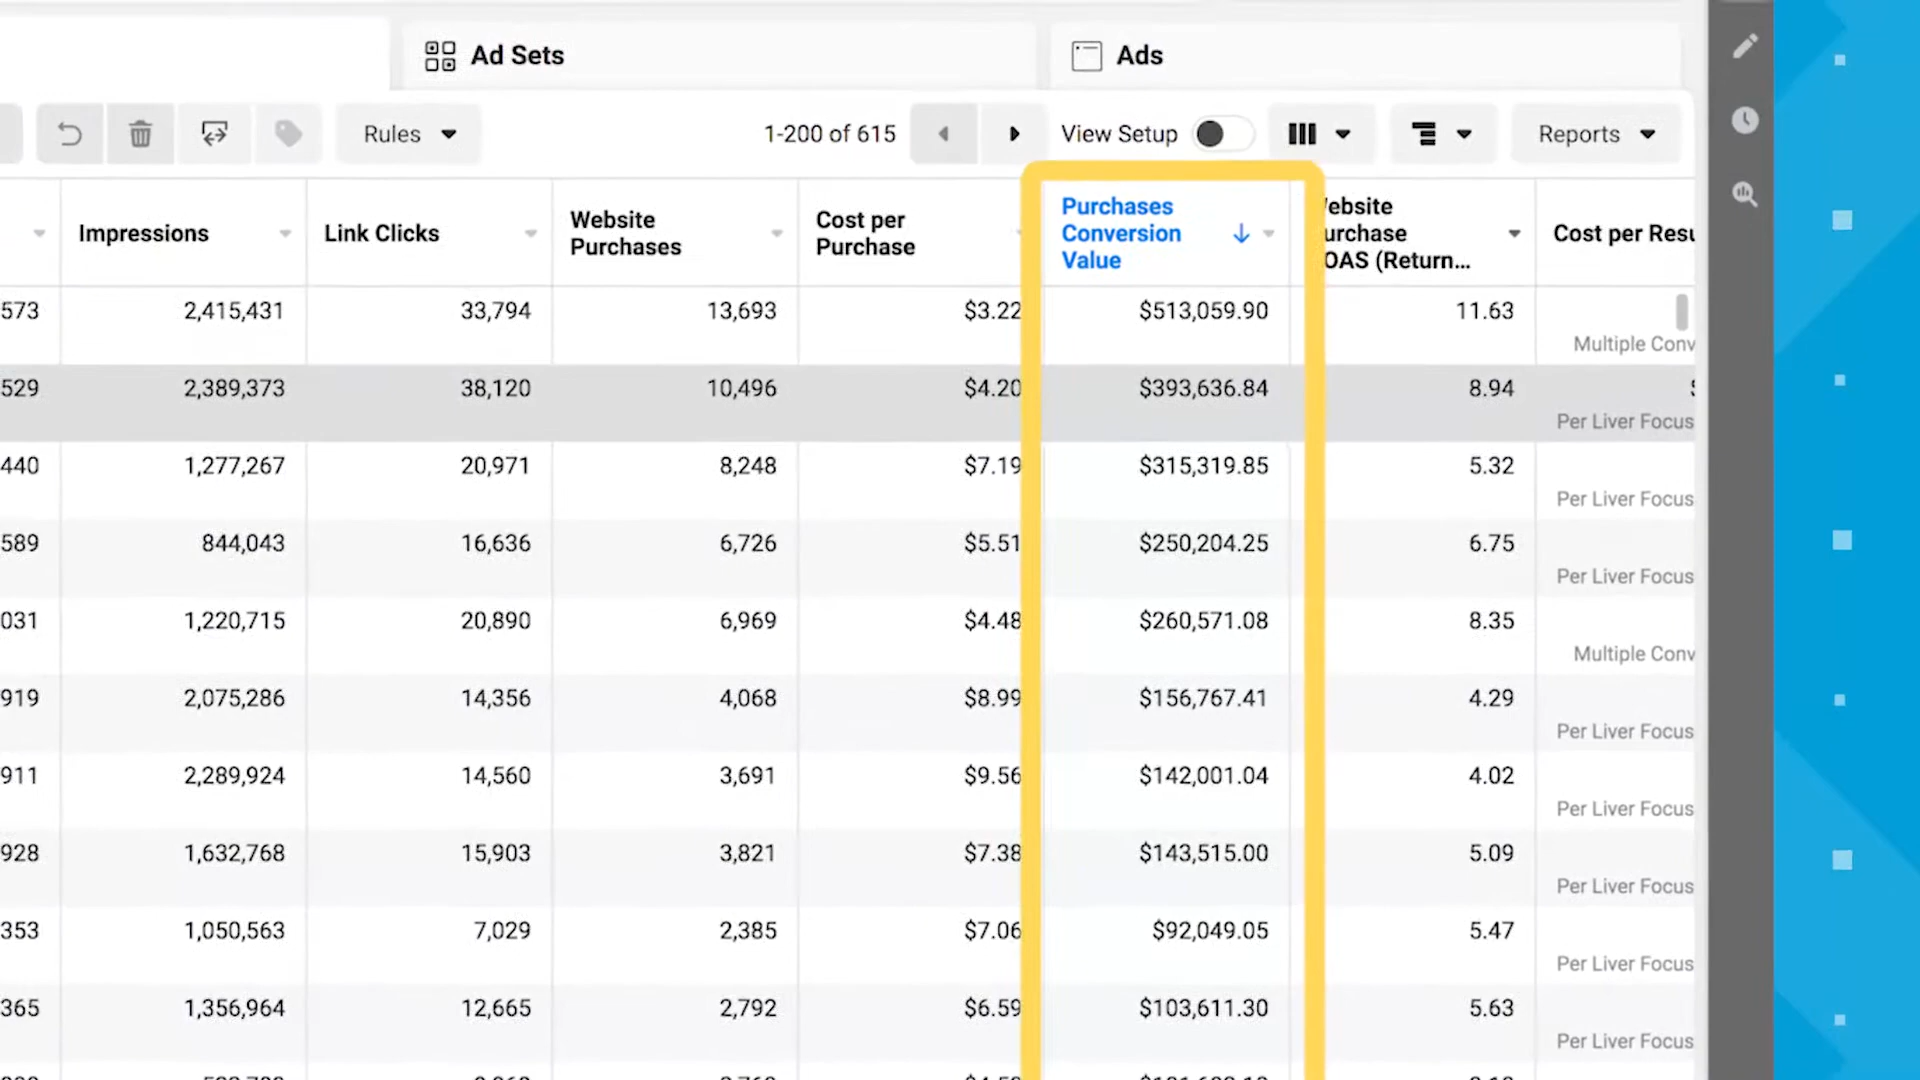 Ad Sets
Ads
Rules
1-200 of 615
View Setup
Reports
Impressions
Link Clicks
Website
Purchases
Cost per
Purchase
Purchases
Conversion
Value
ebsite
urchase
OAS (Return...
Cost per Resu
573 2,415,431 33,794 13,693 $3.22 $513,059.90 11.63
Multiple Conv
529 2,389,373 38,120 10,496 $4.20 $393,636.84 8.94
Per Liver Focus
440 1,277,267 20,971 8,248 $7.19 $315,319.85 5.32
Per Liver Focus
589 844,043 16,636 6,726 $5.51 $250,204.25 6.75
Per Liver Focus
031 1,220,715 20,890 6,969 $4.48 $260,571.08 8.35
Multiple Conv
919 2,075,286 14,356 4,068 $8.99 $156,767.41 4.29
Per Liver Focus
911 2,289,924 14,560 3,691 $9.56 $142,001.04 4.02
Per Liver Focus
928 1,632,768 15,903 3,821 $7.38 $143,515.00 5.09
Per Liver Focus
353 1,050,563 7,029 2,385 $7.06 $92,049.05 5.47
Per Liver Focus
365 1,356,964 12,665 2,792 $6.59 $103,611.30 5.63
Per Liver Focus